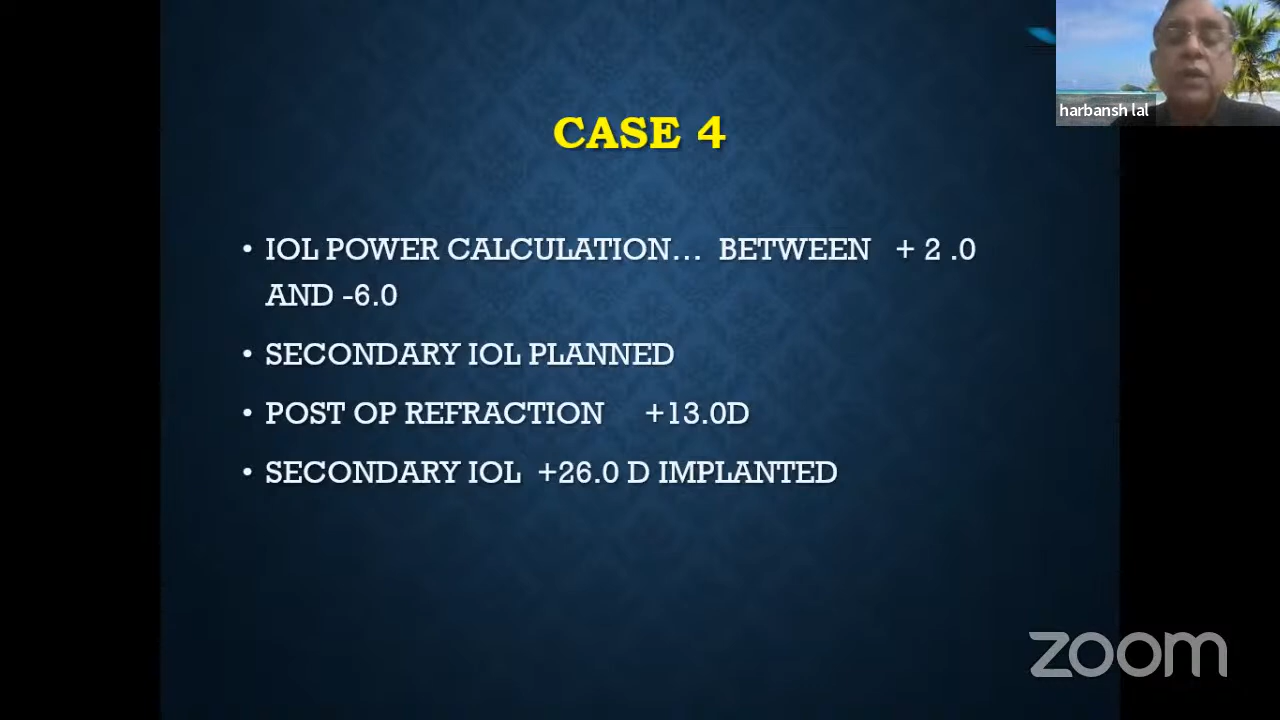 harbansh lal
CASE 4
• IOL POWER CALCULATION... BETWEEN + 2 .0
AND -6.0
• SECONDARY IOL PLANNED
• POST OP REFRACTION +13.0D
• SECONDARY IOL +26.0 D IMPLANTED
zoom